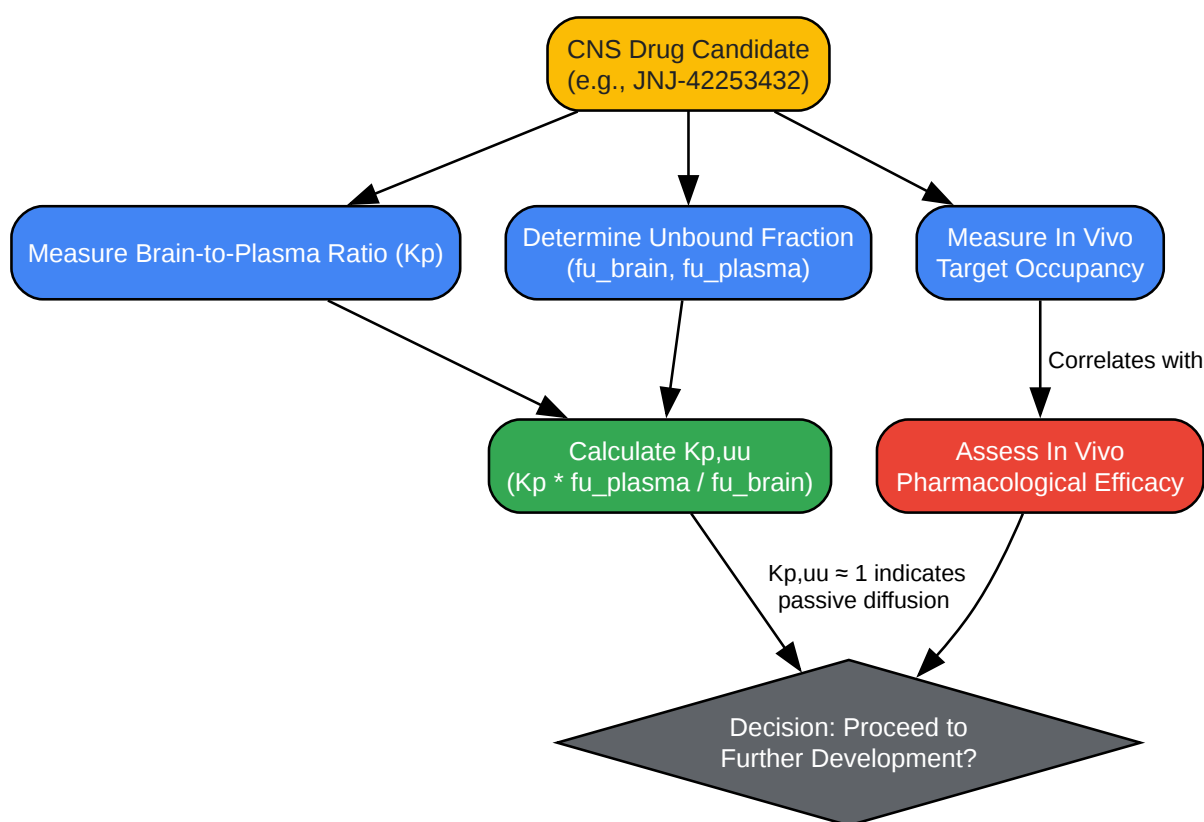 CNS Drug Candidate
(e.g., JNJ-42253432)
Measure Brain-to-Plasma Ratio (Kp)
Determine Unbound Fraction
(fu_brain, fu_plasma)
Measure In Vivo
Target Occupancy
Correlates with
Calculate Kp,uu
(Kp * fu_plasma / fu_brain)
Assess In Vivo
Pharmacological Efficacy
Kp,uu ≈ 1 indicates
passive diffusion
Decision: Proceed to
Further Development?